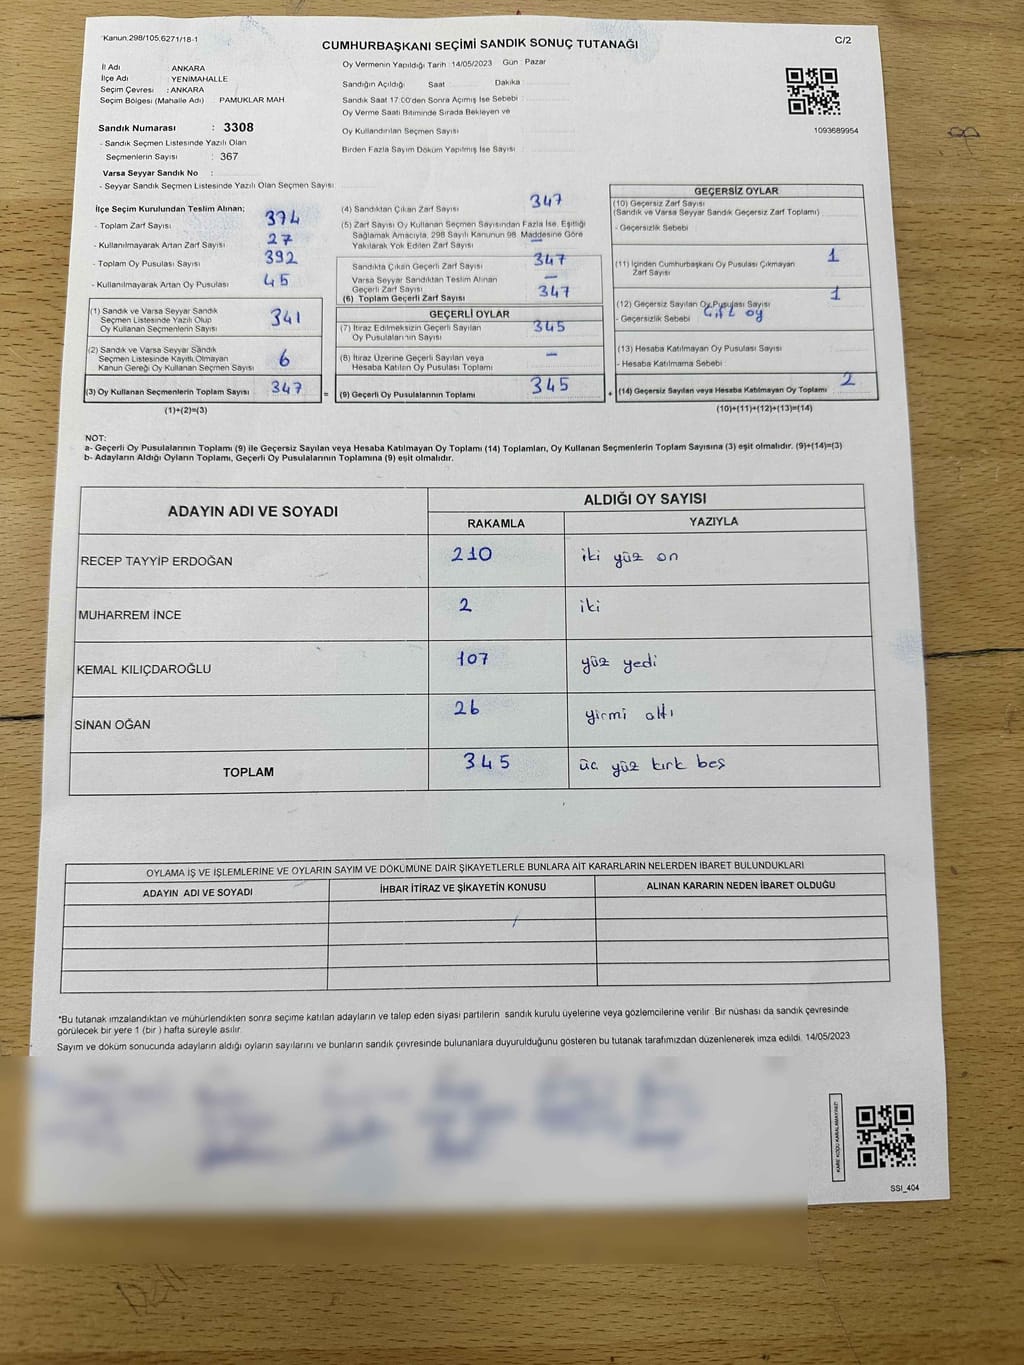 Kanun,298/105,6271/18-1
CUMHURBAŞKANI SEÇİMİ SANDIK SONUÇ TUTANAĞI
C/2
İl Adı : ANKARA
İlçe Adı : YENİMAHALLE
Seçim Çevresi : ANKARA
Seçim Bölgesi (Mahalle Adı) PAMUKLAR MAH
Sandık Numarası : 3308
- Sandık Seçmen Listesinde Yazılı Olan
Seçmenlerin Sayısı : 367
Varsa Seyyar Sandık No :
- Seyyar Sandık Seçmen Listesinde Yazılı Olan Seçmen Sayısı
Oy Vermenin Yapıldığı Tarih : 14/05/2023 Gün : Pazar
Sandığın Açıldığı Saat Dakika
Sandık Saat 17:00'den Sonra Açımış İse Sebebi
Oy Verme Saati Bitiminde Sırada Bekleyen ve
Oy Kullandırılan Seçmen Sayısı
Birden Fazla Sayım Döküm Yapılmış İse Sayısı
1093689954
İlçe Seçim Kurulundan Teslim Alınan;
- Toplam Zarf Sayısı 374
- Kullanılmayarak Artan Zarf Sayısı 27
- Toplam Oy Pusulası Sayısı 392
- Kullanılmayarak Artan Oy Pusulası 45
(1) Sandık ve Varsa Seyyar Sandık
Seçmen Listesinde Yazılı Olup
Oy Kullanan Seçmenlerin Sayısı 341
(2) Sandık ve Varsa Seyyar Sandık
Seçmen Listesinde Kayıtlı Olmayan
Kanun Gereği Oy Kullanan Seçmen Sayısı 6
(3) Oy Kullanan Seçmenlerin Toplam Sayısı 347
=
(1)+(2)=(3)
(4) Sandıktan Çıkan Zarf Sayısı 347
(5) Zarf Sayısı Oy Kullanan Seçmen Sayısından Fazla İse, Eşitliği
Sağlamak Amacıyla, 298 Sayılı Kanunun 98. Maddesine Göre
Yakılarak Yok Edilen Zarf Sayısı —
Sandıkta Çıkan Geçerli Zarf Sayısı 347
Varsa Seyyar Sandıktan Teslim Alınan
Geçerli Zarf Sayısı —
(6) Toplam Geçerli Zarf Sayısı 347
GEÇERLİ OYLAR
(7) İtiraz Edilmeksizin Geçerli Sayılan
Oy Pusulalarının Sayısı 345
(8) İtiraz Üzerine Geçerli Sayılan veya
Hesaba Katılan Oy Pusulası Toplamı —
(9) Geçerli Oy Pusulalarının Toplamı 345
+
GEÇERSİZ OYLAR
(10) Geçersiz Zarf Sayısı
(Sandık ve Varsa Seyyar Sandık Geçersiz Zarf Toplamı)
- Geçersizlik Sebebi
(11) İçinden Cumhurbaşkanı Oy Pusulası Çıkmayan
Zarf Sayısı 1
(12) Geçersiz Sayılan Oy Pusulası Sayısı 1
- Geçersizlik Sebebi Çift oy
(13) Hesaba Katılmayan Oy Pusulası Sayısı
- Hesaba Katılmama Sebebi
(14) Geçersiz Sayılan veya Hesaba Katılmayan Oy Toplamı 2
(10)+(11)+(12)+(13)=(14)
NOT:
a- Geçerli Oy Pusulalarının Toplamı (9) ile Geçersiz Sayılan veya Hesaba Katılmayan Oy Toplamı (14) Toplamları, Oy Kullanan Seçmenlerin Toplam Sayısına (3) eşit olmalıdır. (9)+(14)=(3)
b- Adayların Aldığı Oyların Toplamı, Geçerli Oy Pusulalarının Toplamına (9) eşit olmalıdır.
ADAYIN ADI VE SOYADI
ALDIĞI OY SAYISI
RAKAMLA YAZIYLA
RECEP TAYYİP ERDOĞAN 210 iki yüz on
MUHARREM İNCE 2 iki
KEMAL KILIÇDAROĞLU 107 yüz yedi
SİNAN OĞAN 26 yirmi altı
TOPLAM 345 üç yüz kırk beş
OYLAMA İŞ VE İŞLEMLERİNE VE OYLARIN SAYIM VE DÖKÜMÜNE DAİR ŞİKAYETLERLE BUNLARA AİT KARARLARIN NELERDEN İBARET BULUNDUKLARI
ADAYIN ADI VE SOYADI İHBAR İTİRAZ VE ŞİKAYETİN KONUSU ALINAN KARARIN NEDEN İBARET OLDUĞU
*Bu tutanak imzalandıktan ve mühürlendikten sonra seçime katılan adayların ve talep eden siyasi partilerin sandık kurulu üyelerine veya gözlemcilerine verilir. Bir nüshası da sandık çevresinde
görülecek bir yere 1 (bir ) hafta süreyle asılır.
Sayım ve döküm sonucunda adayların aldığı oyların sayılarını ve bunların sandık çevresinde bulunanlara duyurulduğunu gösteren bu tutanak tarafımızdan düzenlenerek imza edildi. 14/05/2023
KARE KODU KARALAMAYINIZ!
SSİ_404